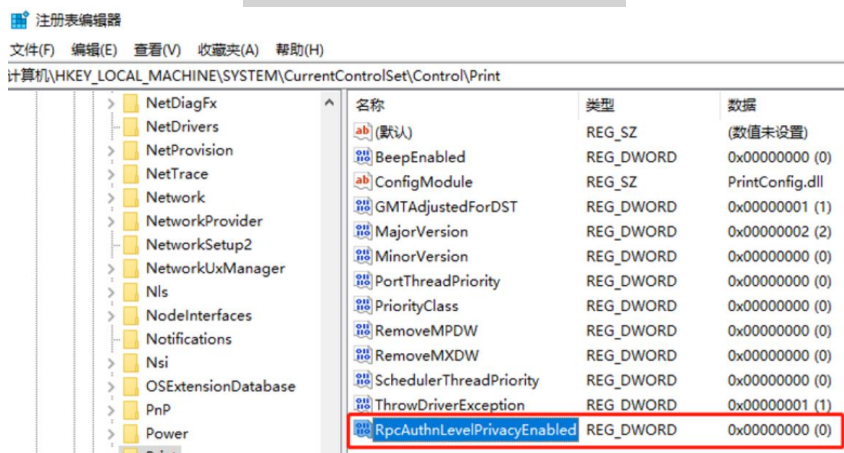 注册表编辑器
文件(F) 编辑(E) 查看(V) 收藏夹(A) 帮助(H)
计算机\HKEY_LOCAL_MACHINE\SYSTEM\CurrentControlSet\Control\Print
NetDiagFx
NetDrivers
NetProvision
NetTrace
Network
NetworkProvider
NetworkSetup2
NetworkUxManager
Nls
NodeInterfaces
Notifications
Nsi
OSExtensionDatabase
PnP
Power
名称 类型 数据
(默认) REG_SZ (数值未设置)
BeepEnabled REG_DWORD 0x00000000 (0)
ConfigModule REG_SZ PrintConfig.dll
GMTAdjustedForDST REG_DWORD 0x00000001 (1)
MajorVersion REG_DWORD 0x00000002 (2)
MinorVersion REG_DWORD 0x00000000 (0)
PortThreadPriority REG_DWORD 0x00000000 (0)
PriorityClass REG_DWORD 0x00000000 (0)
RemoveMPDW REG_DWORD 0x00000000 (0)
RemoveMXDW REG_DWORD 0x00000000 (0)
SchedulerThreadPriority REG_DWORD 0x00000000 (0)
ThrowDriverException REG_DWORD 0x00000001 (1)
RpcAuthnLevelPrivacyEnabled REG_DWORD 0x00000000 (0)